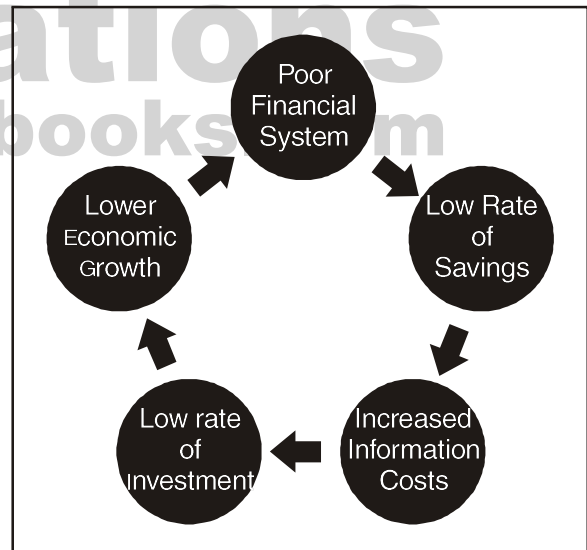 ations
books
m
Poor
Financial
System
Low Rate
of
Savings
Increased
Information
Costs
Low rate
of
Investment
Lower
Economic
Growth